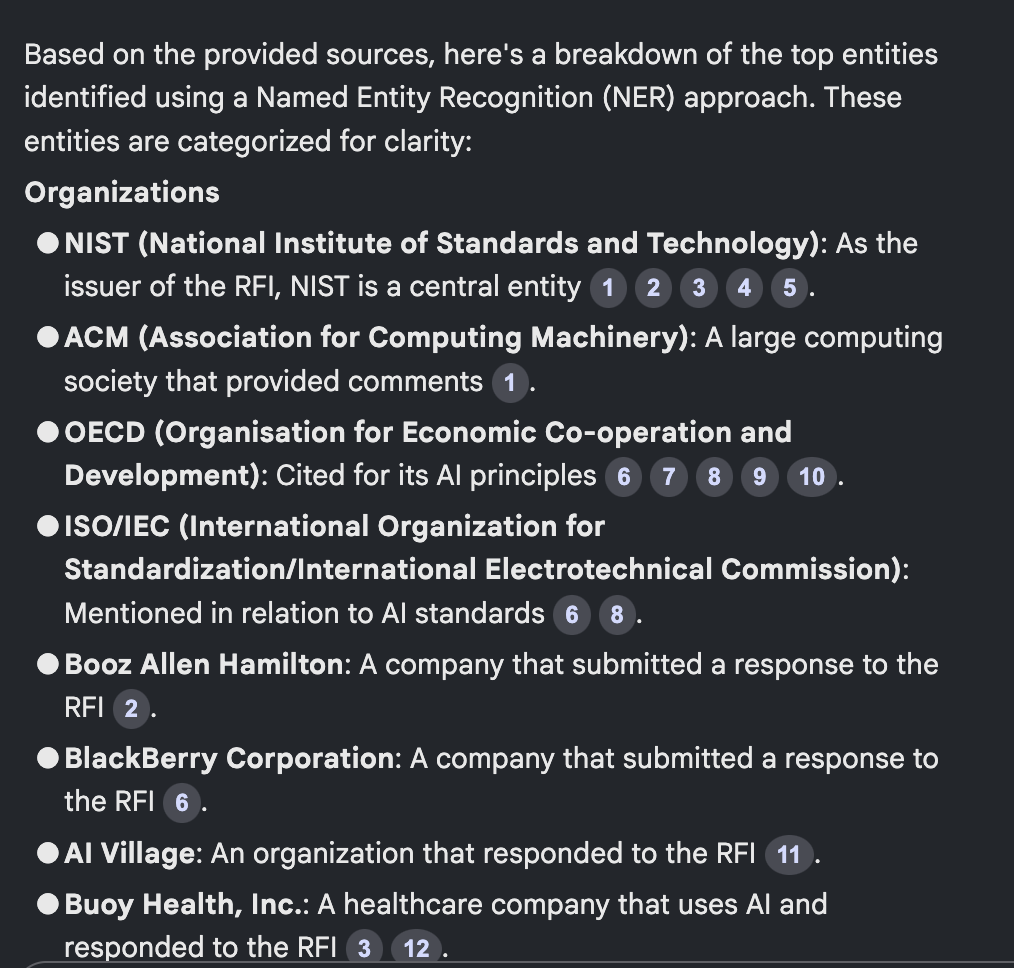 Based on the provided sources, here's a breakdown of the top entities
identified using a Named Entity Recognition (NER) approach. These
entities are categorized for clarity:
Organizations
● NIST (National Institute of Standards and Technology): As the
issuer of the RFI, NIST is a central entity 1 2 3 4 5 .
● ACM (Association for Computing Machinery): A large computing
society that provided comments 1 .
● OECD (Organisation for Economic Co-operation and
Development): Cited for its AI principles 6 7 8 9 10 .
● ISO/IEC (International Organization for
Standardization/International Electrotechnical Commission):
Mentioned in relation to AI standards 6 8 .
● Booz Allen Hamilton: A company that submitted a response to the
RFI 2 .
● BlackBerry Corporation: A company that submitted a response to
the RFI 6 .
● AI Village: An organization that responded to the RFI 11 .
● Buoy Health, Inc.: A healthcare company that uses AI and
responded to the RFI 3 12 .